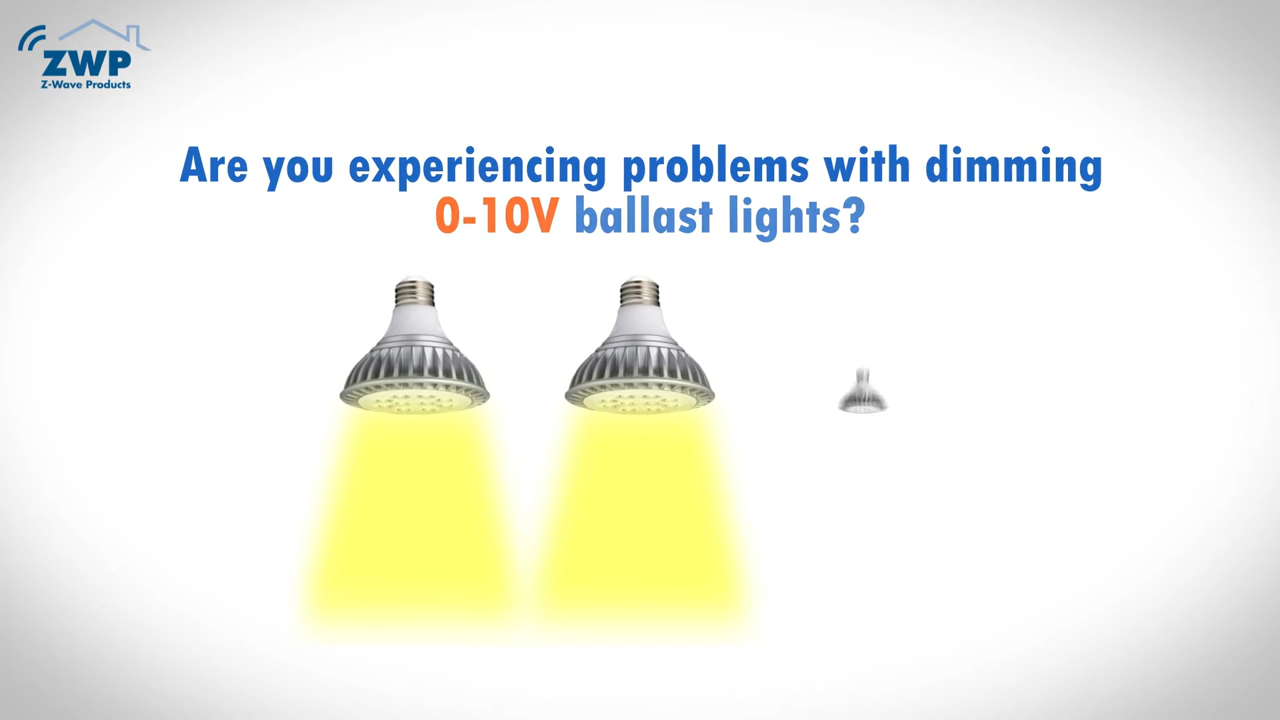 ZWP
Z-Wave Products
Are you experiencing problems with dimming
0-10V ballast lights?